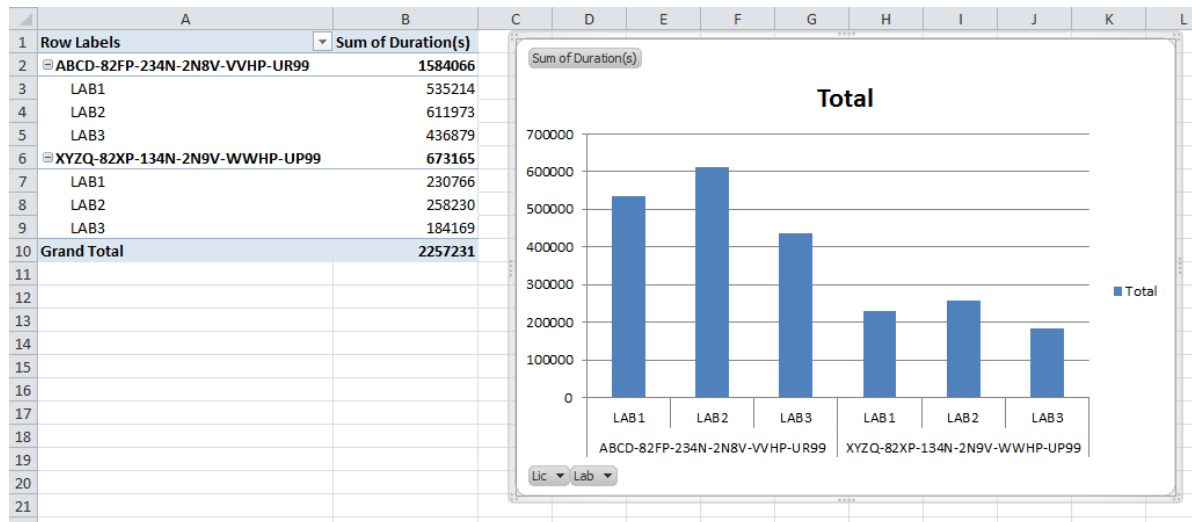 A B C D E F G H I J K L
1 Row Labels Sum of Duration(s)
2 ABCD-82FP-234N-2N8V-VVHP-UR99 1584066
3 LAB1 535214
4 LAB2 611973
5 LAB3 436879
6 XYZQ-82XP-134N-2N9V-WWHP-UP99 673165
7 LAB1 230766
8 LAB2 258230
9 LAB3 184169
10 Grand Total 2257231
11
12
13
14
15
16
17
18
19
20
21
Sum of Duration(s)
Total
700000
600000
500000
400000
300000
200000
100000
0
LAB1 LAB2 LAB3 LAB1 LAB2 LAB3
ABCD-82FP-234N-2N8V-VVHP-UR99 XYZQ-82XP-134N-2N9V-WWHP-UP99
Total
Lic Lab